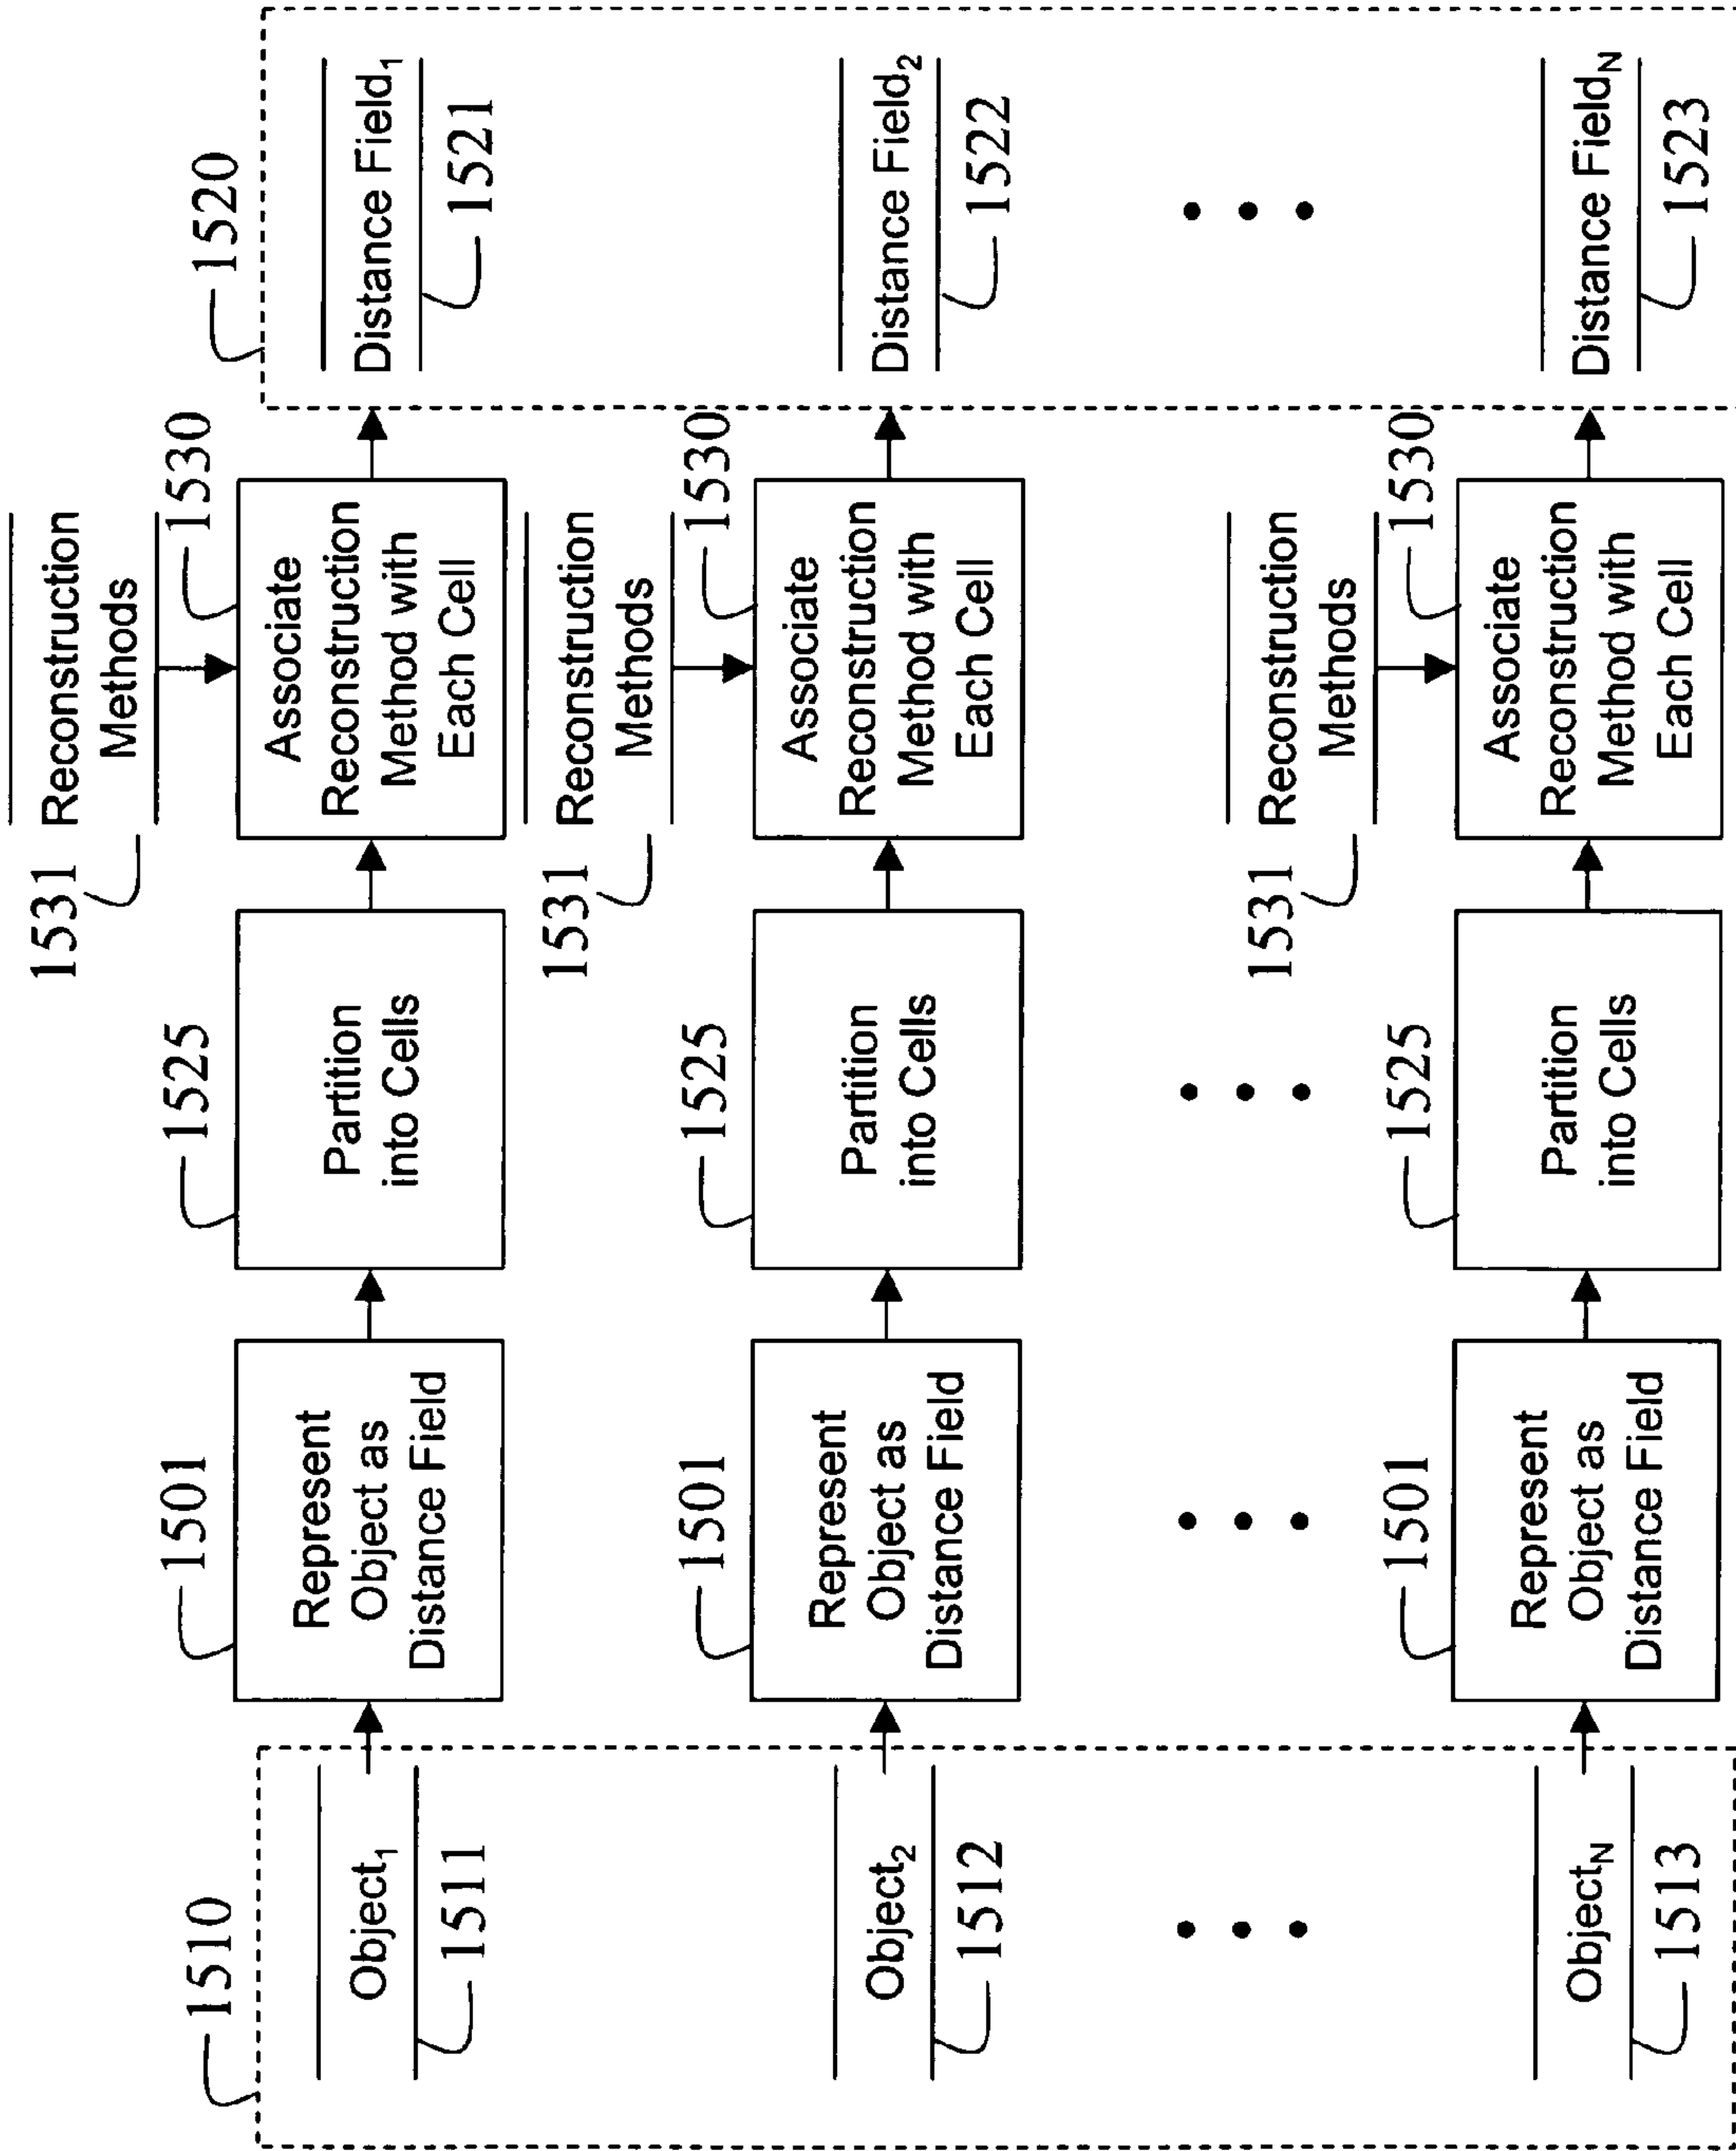 1510
Object1
1511
1501
Represent
Object as
Distance Field
1525
Partition
into Cells
1531
Reconstruction
Methods
1530
Associate
Reconstruction
Method with
Each Cell
1520
Distance Field1
1521
Object2
1512
1501
Represent
Object as
Distance Field
1525
Partition
into Cells
1531
Reconstruction
Methods
1530
Associate
Reconstruction
Method with
Each Cell
Distance Field2
1522
ObjectN
1513
1501
Represent
Object as
Distance Field
1525
Partition
into Cells
1531
Reconstruction
Methods
1530
Associate
Reconstruction
Method with
Each Cell
Distance FieldN
1523